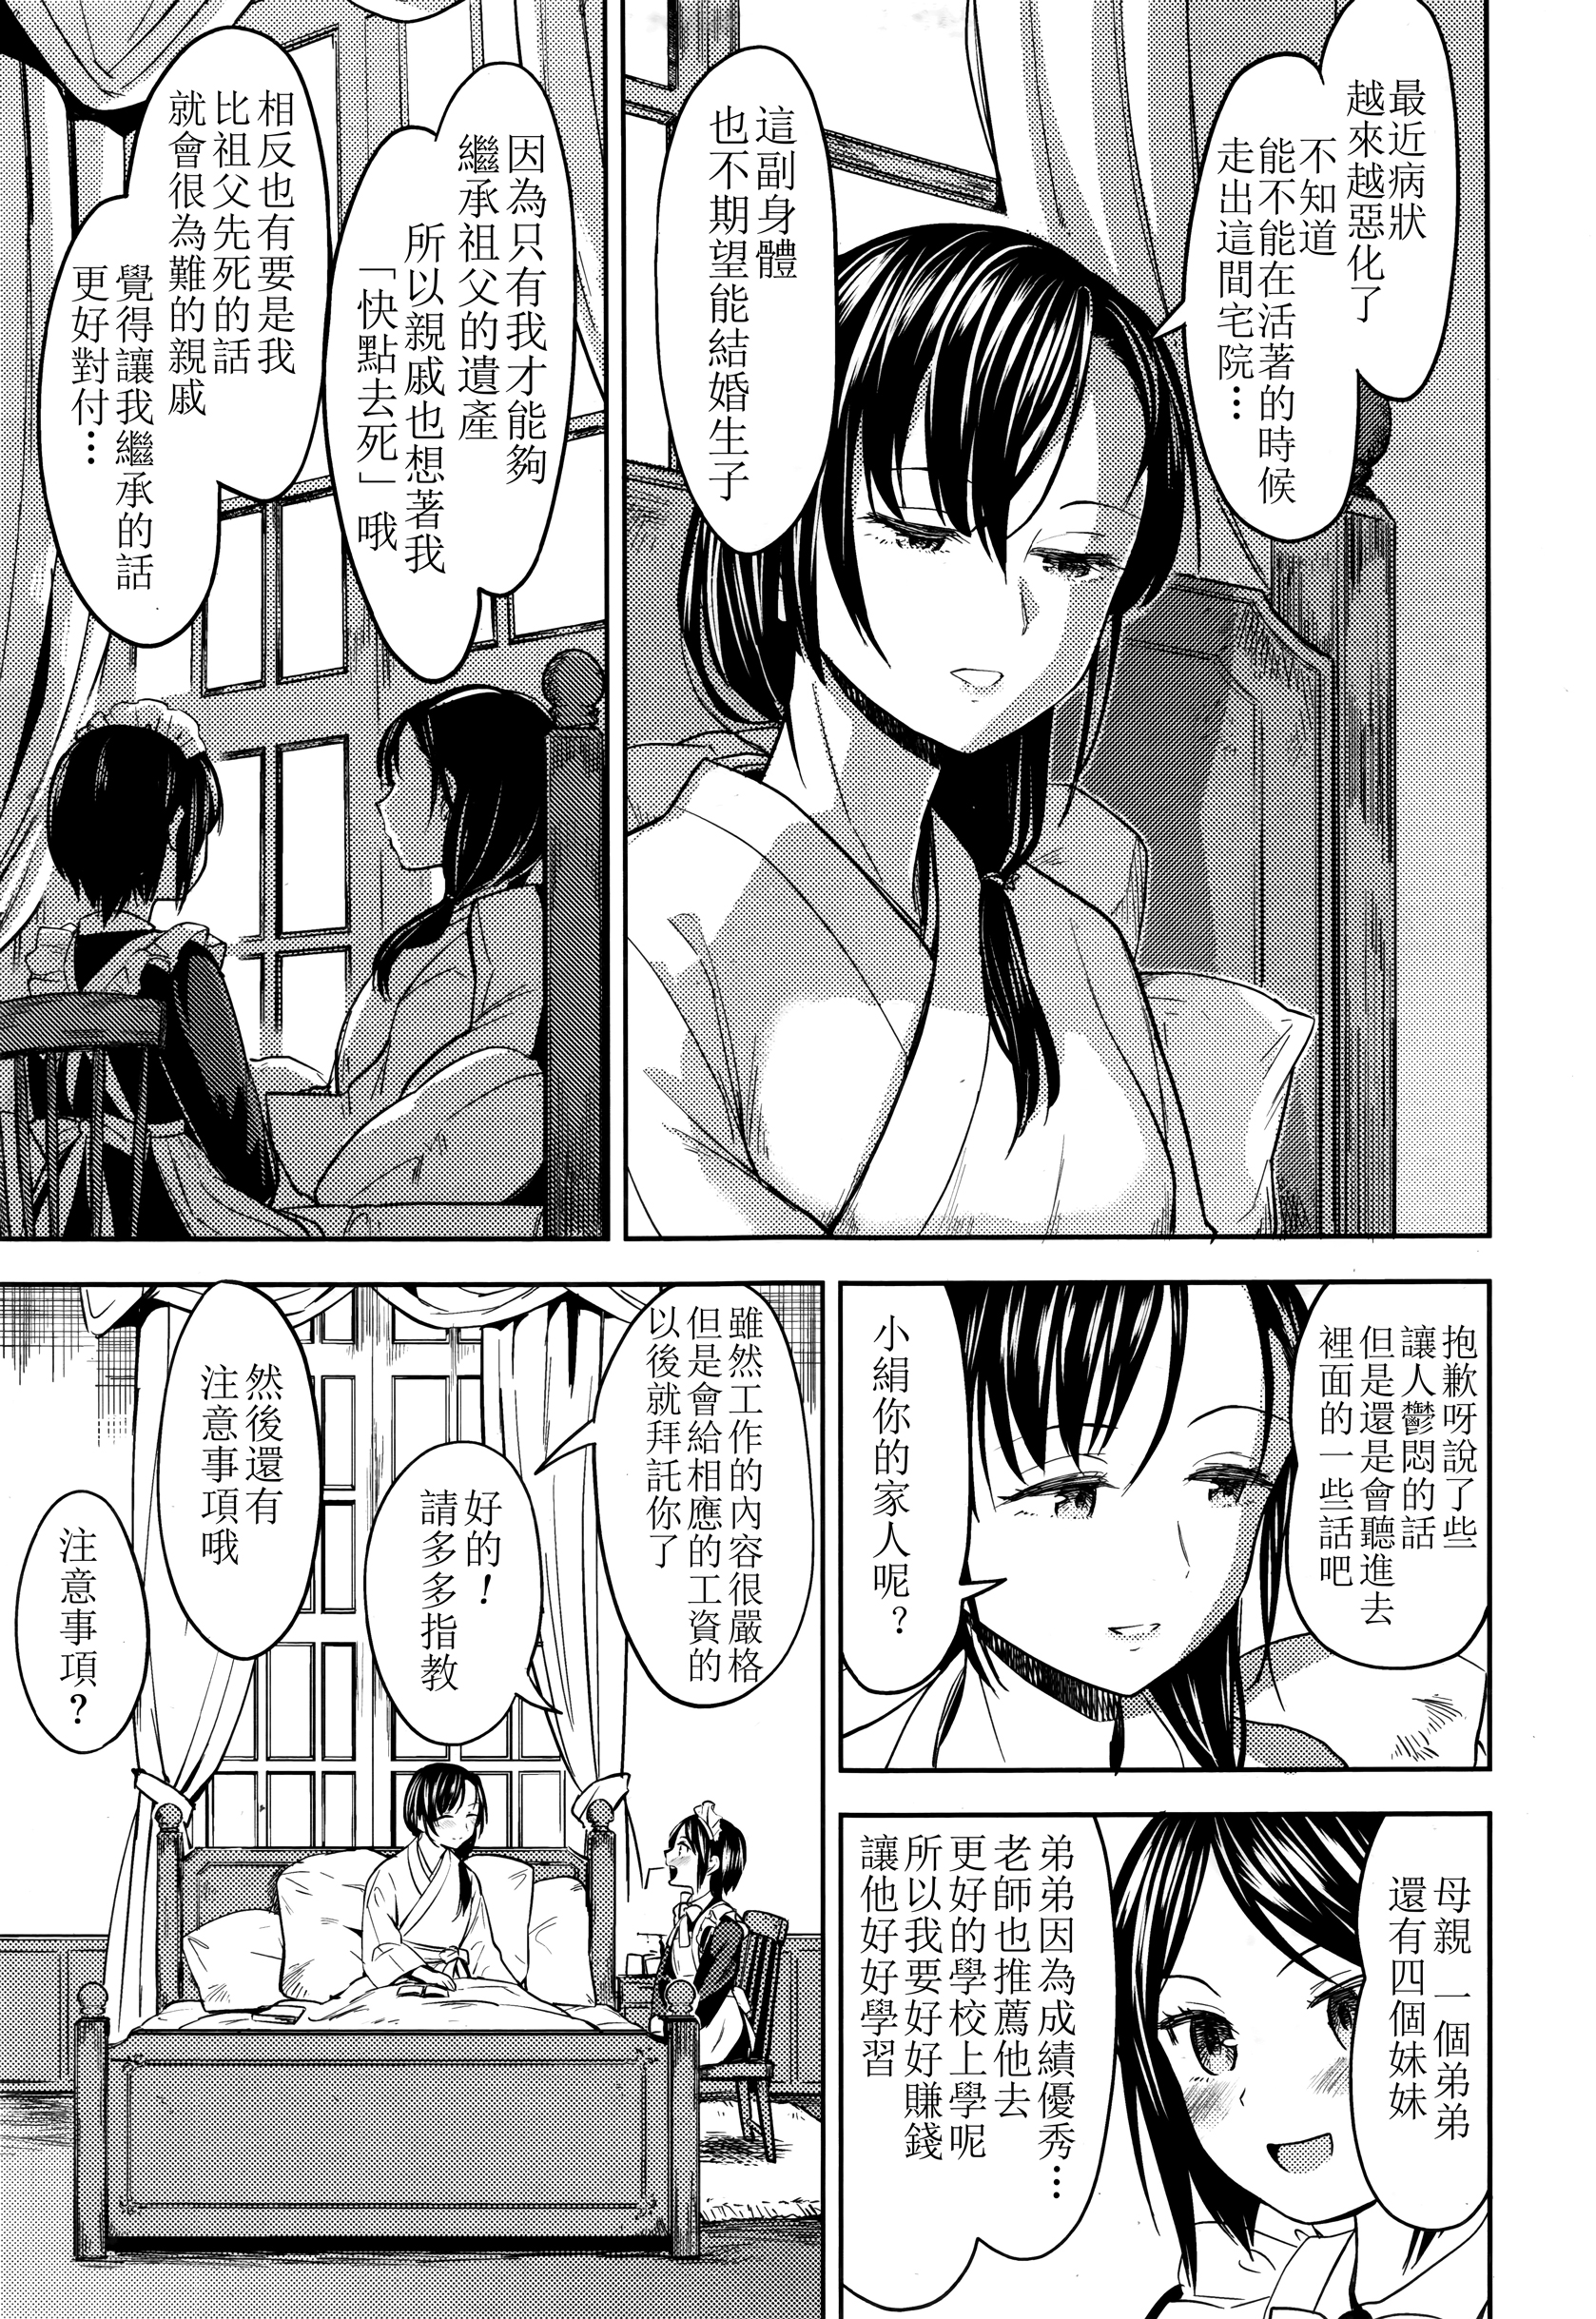 最近病狀
越來越惡化了
不知道
能不能在活著的時候
走出這間宅院…
這副身體
也不期望能結婚生子
因為只有我才能夠
繼承祖父的遺產
所以親戚也想著我
「快點去死」哦
相反也有要是我
比祖父先死的話
就會很為難的親戚
覺得讓我繼承的話
更好對付…
抱歉呀說了些
讓人鬱悶的話
但是還是會聽進去
裡面的一些話吧
小絹你的家人呢？
母親 一個弟弟
還有四個妹妹
弟弟因為成績優秀…
老師也推薦他去
更好的學校上學呢
所以我要好好賺錢
讓他好好學習
雖然工作的內容很嚴格
但是會給相應的工資的
以後就拜託你了
好的！
請多多指教
然後還有
注意事項哦
注意事項？